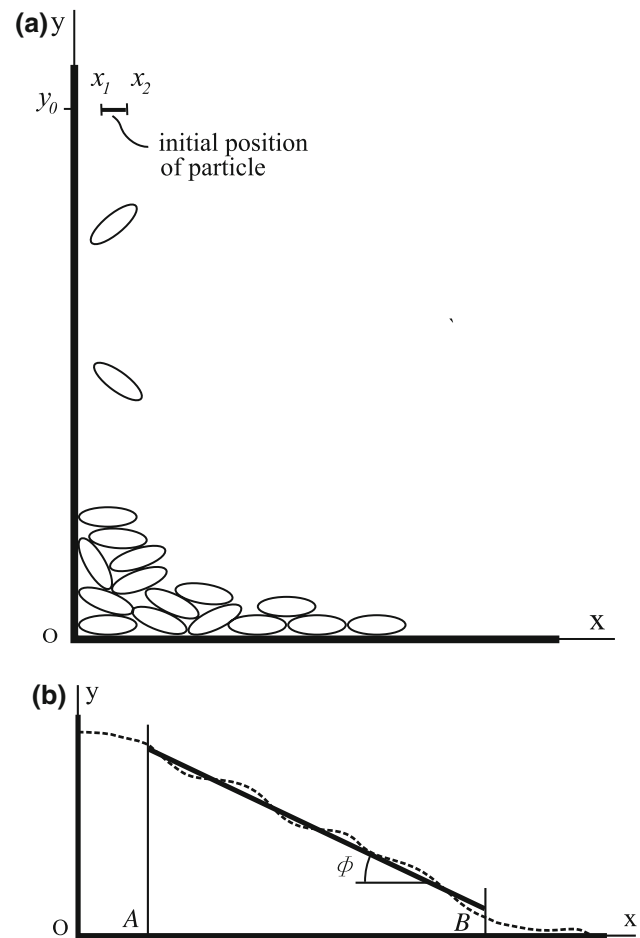 (a) y
x1 x2
y0
initial position
of particle
O x
(b) y
ϕ
O A B x